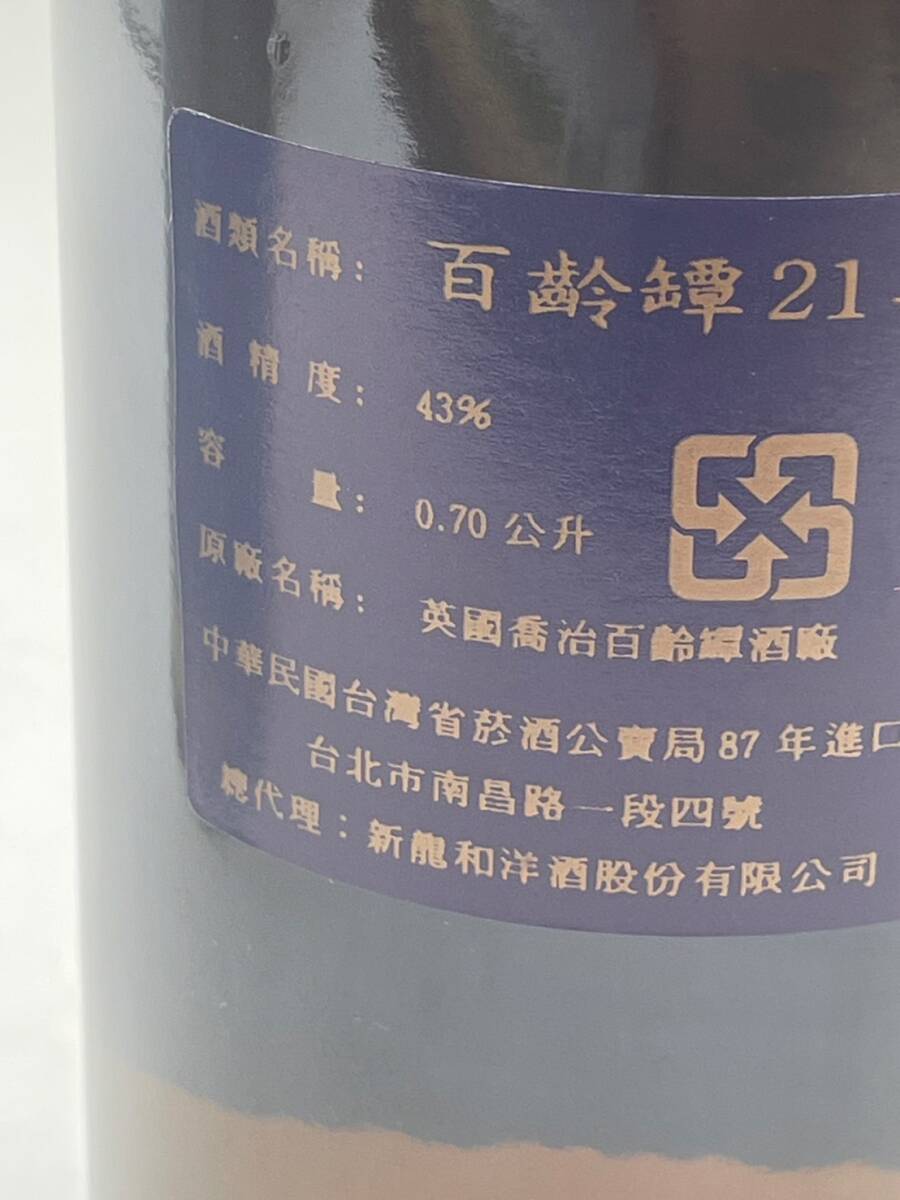 酒類名稱： 百齡罈21
酒精度： 43%
容量： 0.70 公升
原廠名稱： 英國喬治百齡罈酒廠
中華民國台灣省菸酒公賣局87年進口
台北市南昌路一段四號
總代理：新龍和洋酒股份有限公司